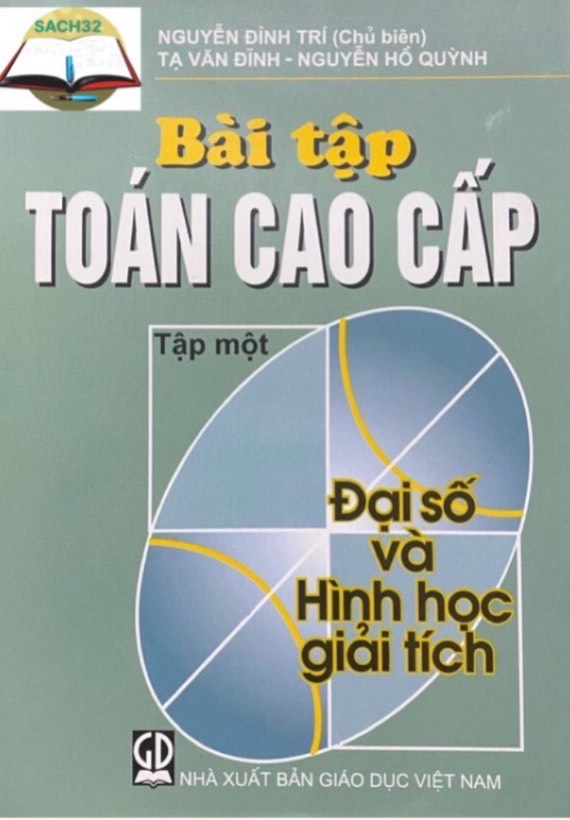 SACH32
NGUYỄN ĐÌNH TRÍ (Chủ biên)
TẠ VĂN ĐĨNH - NGUYỄN HỒ QUỲNH
Bài tập
TOÁN CAO CẤP
Tập một
Đại số
và
Hình học
giải tích
GD
NHÀ XUẤT BẢN GIÁO DỤC VIỆT NAM